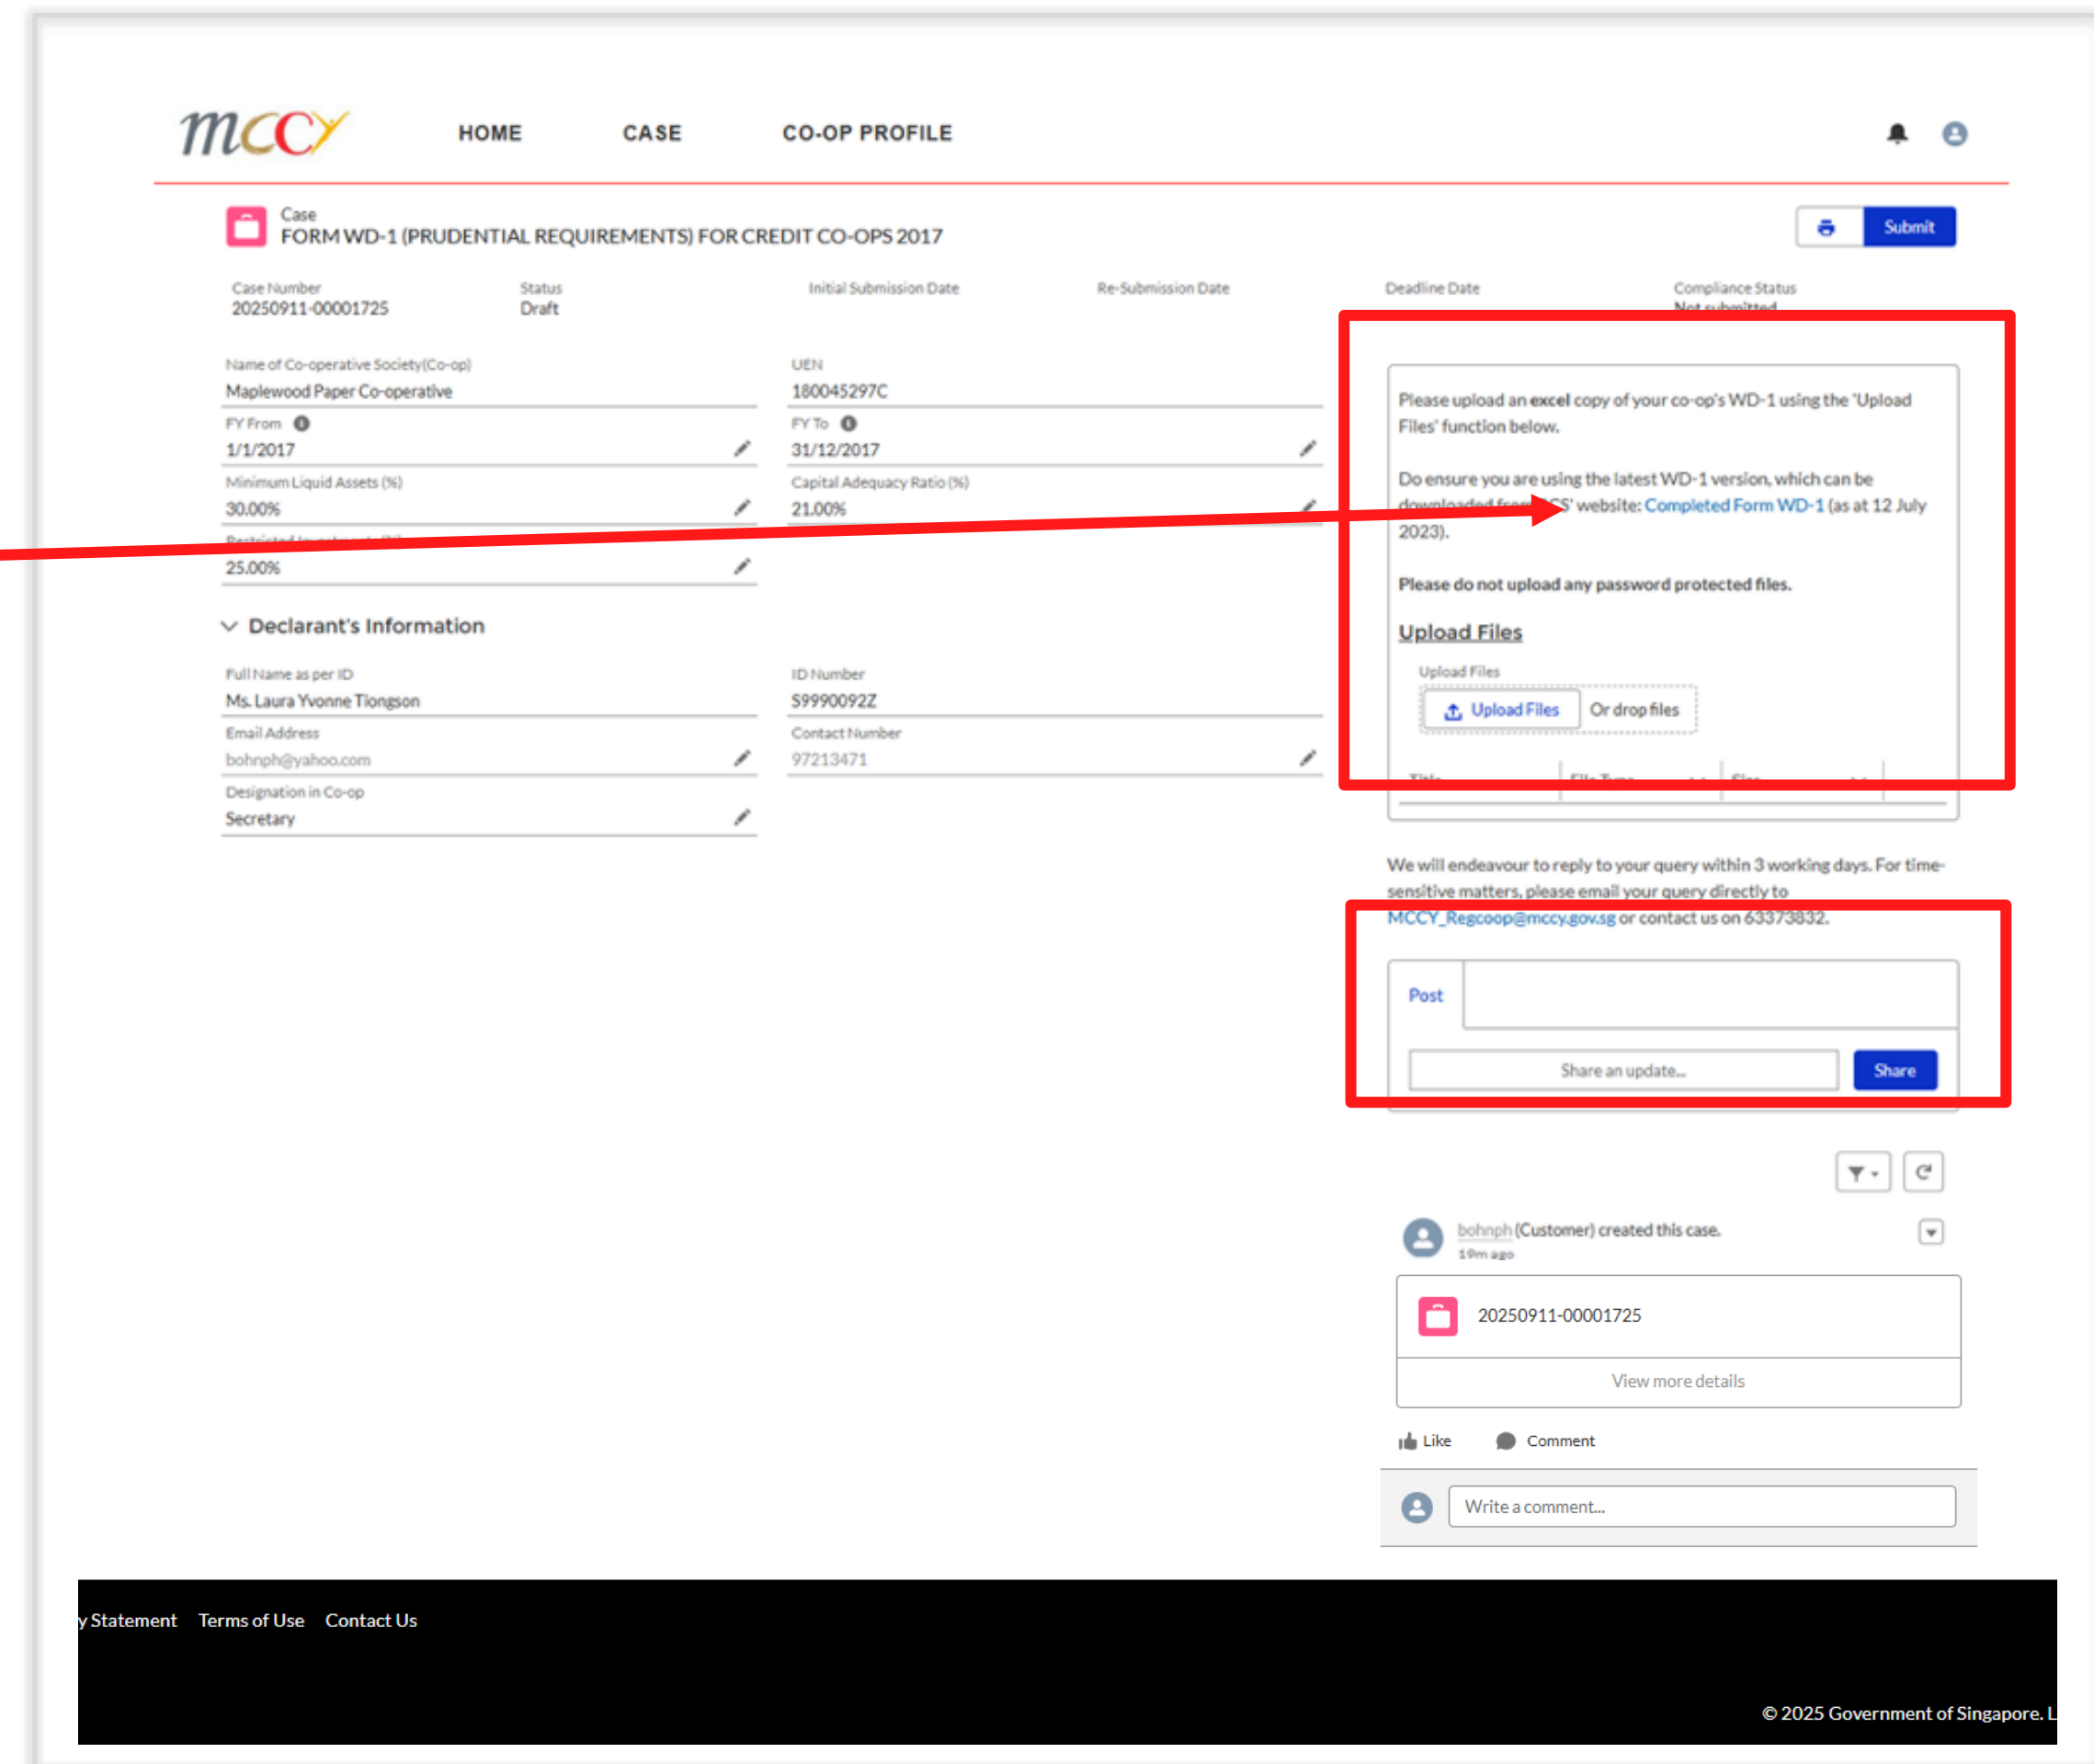 mccy
HOME CASE CO-OP PROFILE
Case
FORM WD-1 (PRUDENTIAL REQUIREMENTS) FOR CREDIT CO-OPS 2017
Submit
Case Number Status Initial Submission Date Re-Submission Date Deadline Date Compliance Status
20250911-00001725 Draft Not submitted
Name of Co-operative Society(Co-op) UEN
Maplewood Paper Co-operative 180045297C
FY From FY To
1/1/2017 31/12/2017
Minimum Liquid Assets (%) Capital Adequacy Ratio (%)
30.00% 21.00%
25.00%
Declarant's Information
Full Name as per ID ID Number
Ms. Laura Yvonne Tiongson S9990092Z
Email Address Contact Number
bohnph@yahoo.com 97213471
Designation in Co-op
Secretary
Please upload an excel copy of your co-op's WD-1 using the 'Upload
Files' function below.
Do ensure you are using the latest WD-1 version, which can be
downloaded from CS' website: Completed Form WD-1 (as at 12 July
2023).
Please do not upload any password protected files.
Upload Files
Upload Files
Upload Files Or drop files
Title File Type Size
We will endeavour to reply to your query within 3 working days. For time-
sensitive matters, please email your query directly to
MCCY_Regcoop@mccy.gov.sg or contact us on 63373832.
Post
Share an update... Share
bohnph (Customer) created this case.
19m ago
20250911-00001725
View more details
Like Comment
Write a comment...
y Statement Terms of Use Contact Us
© 2025 Government of Singapore. L